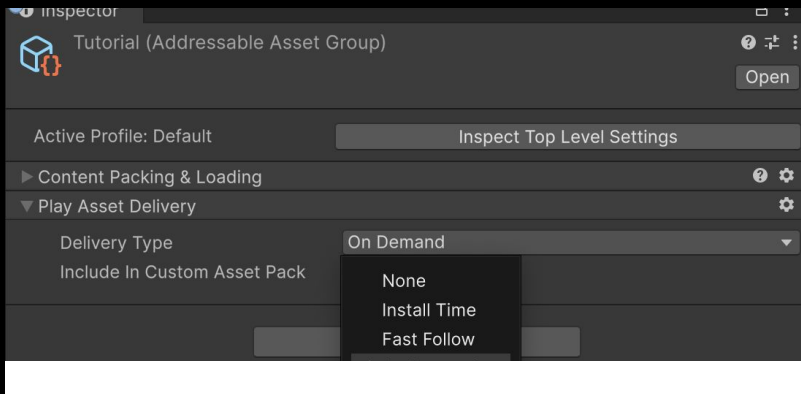 Inspector
Tutorial (Addressable Asset Group)
Open
Active Profile: Default
Inspect Top Level Settings
Content Packing & Loading
Play Asset Delivery
Delivery Type
On Demand
Include In Custom Asset Pack
None
Install Time
Fast Follow